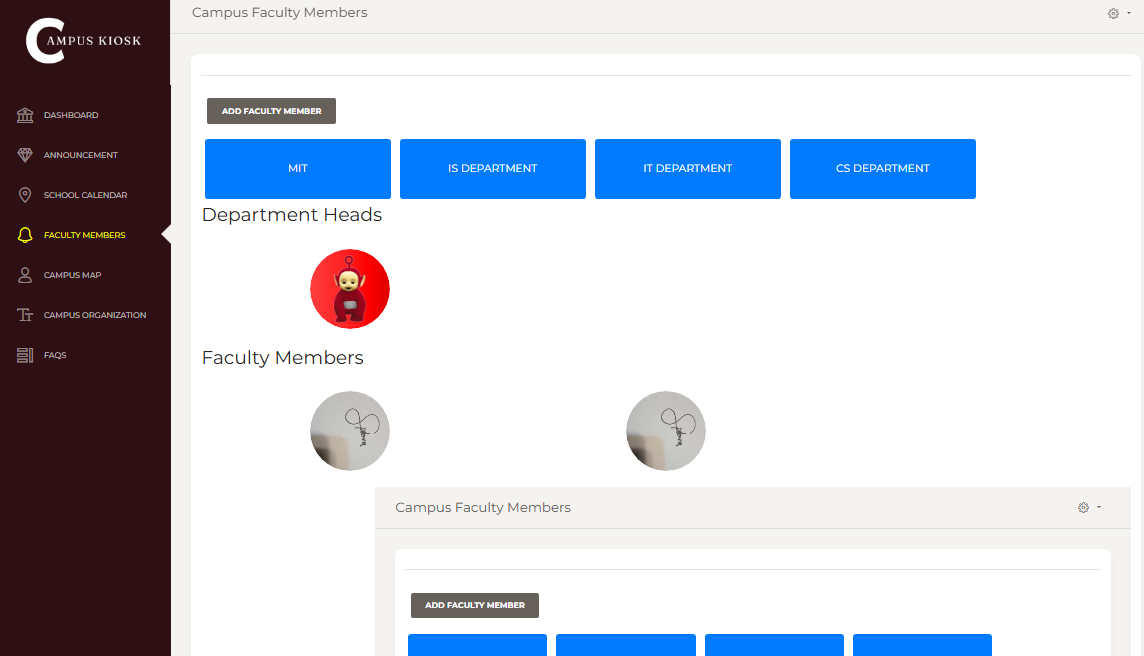 CAMPUS KIOSK
Campus Faculty Members
DASHBOARD
ANNOUNCEMENT
SCHOOL CALENDAR
FACULTY MEMBERS
CAMPUS MAP
CAMPUS ORGANIZATION
FAQS
ADD FACULTY MEMBER
MIT
IS DEPARTMENT
IT DEPARTMENT
CS DEPARTMENT
Department Heads
Faculty Members
Campus Faculty Members
ADD FACULTY MEMBER